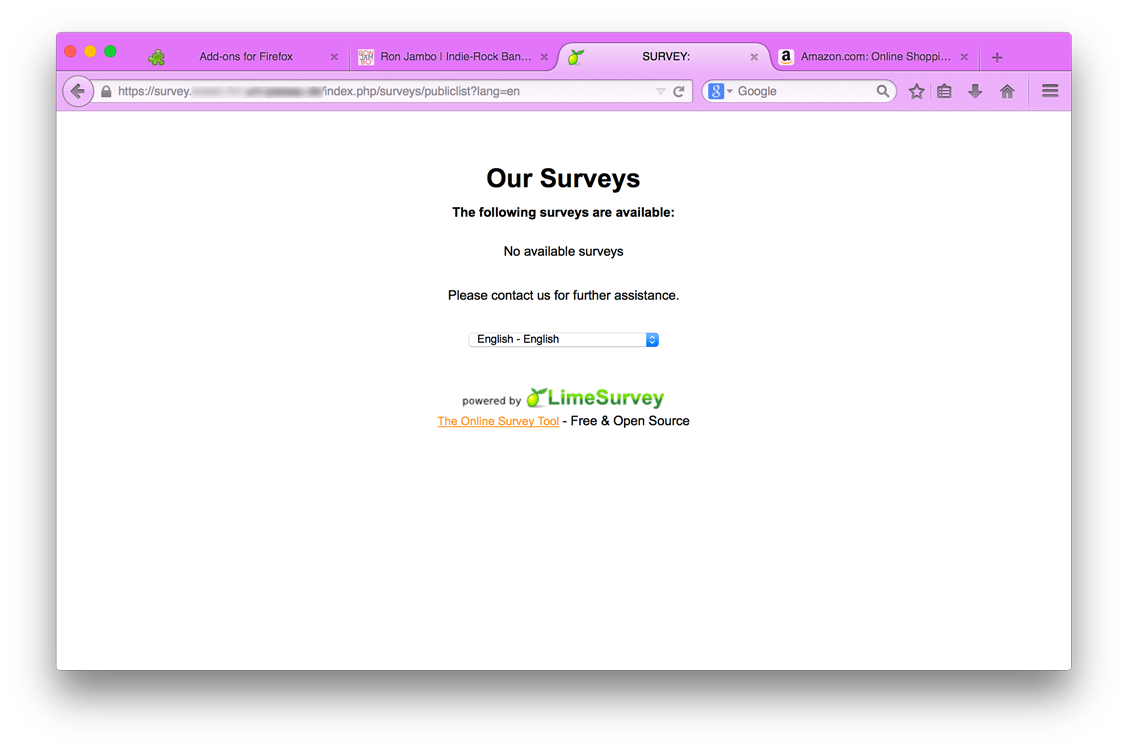 Add-ons for Firefox
Ron Jambo | Indie-Rock Ban...
SURVEY:
Amazon.com: Online Shoppi...
https://survey. /index.php/surveys/publiclist?lang=en
Google
Our Surveys
The following surveys are available:
No available surveys
Please contact us for further assistance.
English - English
powered by LimeSurvey
The Online Survey Tool - Free & Open Source